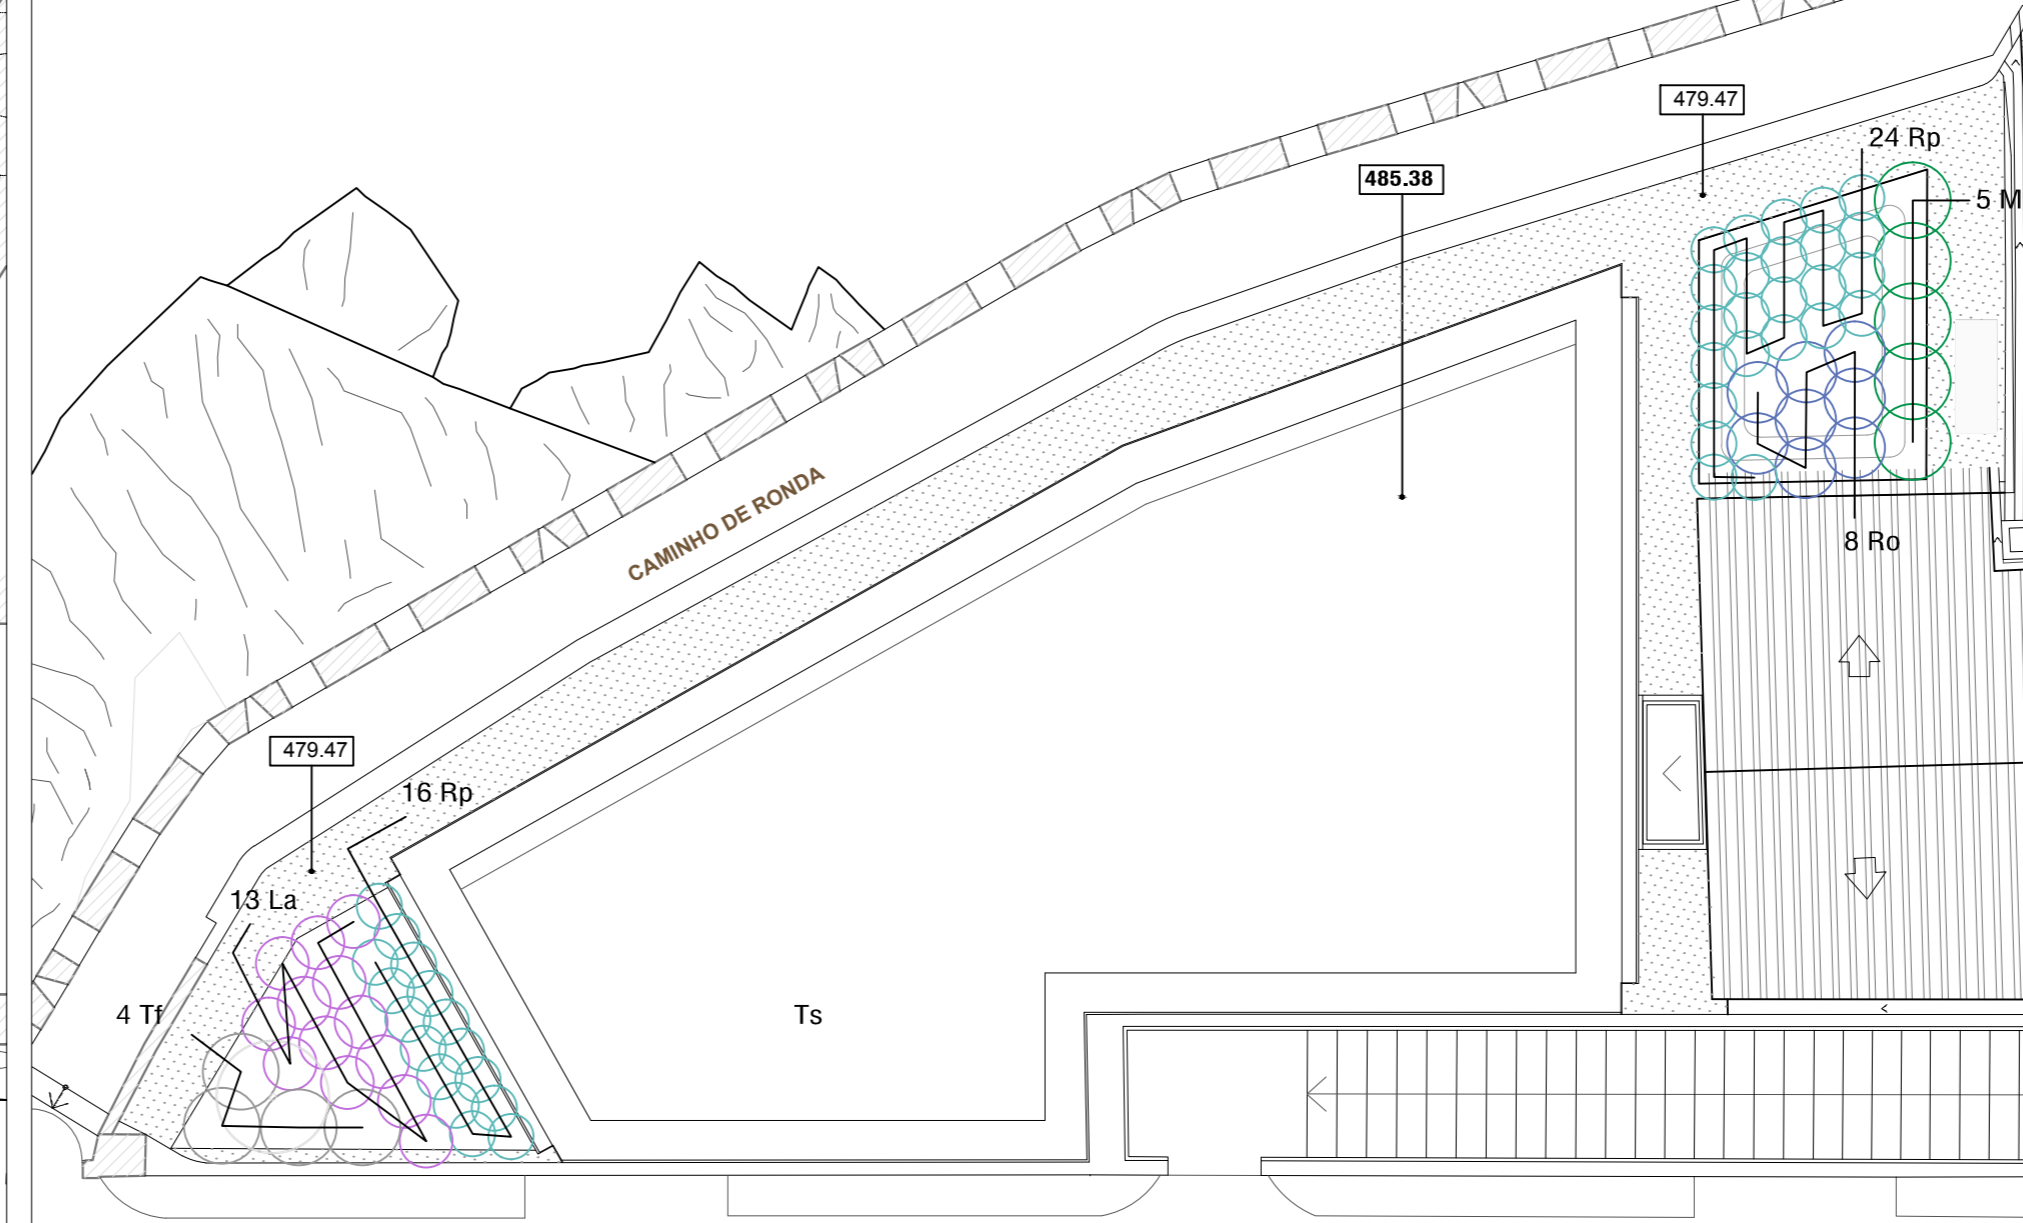 479.47
24 Rp
485.38
5 M
CAMINHO DE RONDA
8 Ro
479.47
16 Rp
13 La
4 Tf
Ts